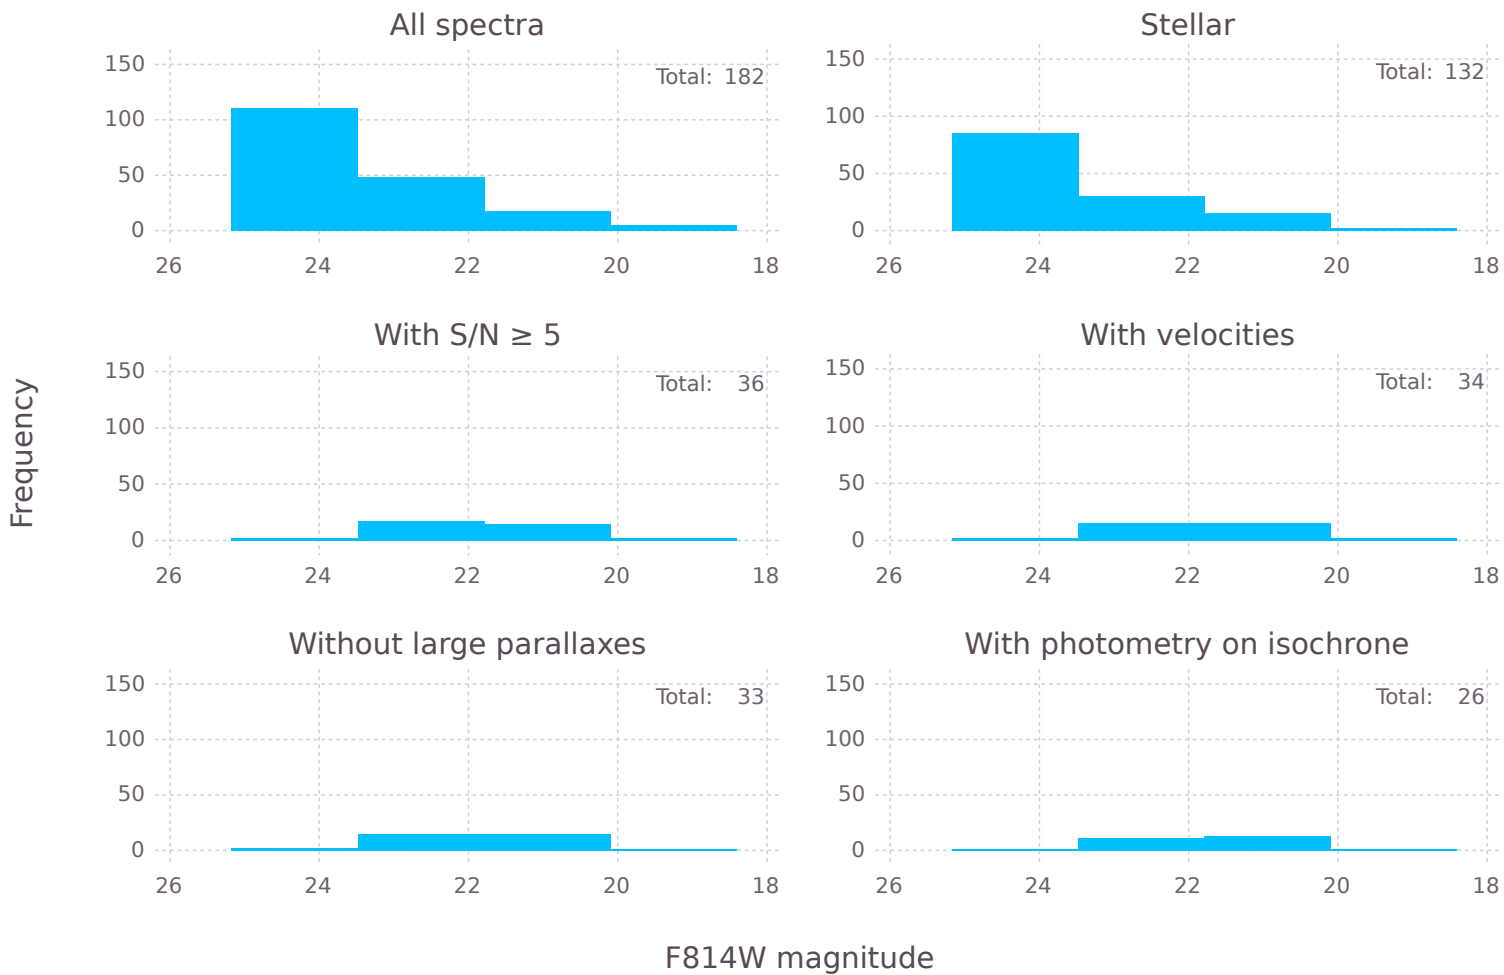 All spectra
Total: 182
150
100
50
0
26 24 22 20 18
Stellar
Total: 132
150
100
50
0
26 24 22 20 18
With S/N ≥ 5
Total: 36
150
100
50
0
26 24 22 20 18
With velocities
Total: 34
150
100
50
0
26 24 22 20 18
Without large parallaxes
Total: 33
150
100
50
0
26 24 22 20 18
With photometry on isochrone
Total: 26
150
100
50
0
26 24 22 20 18
Frequency
F814W magnitude